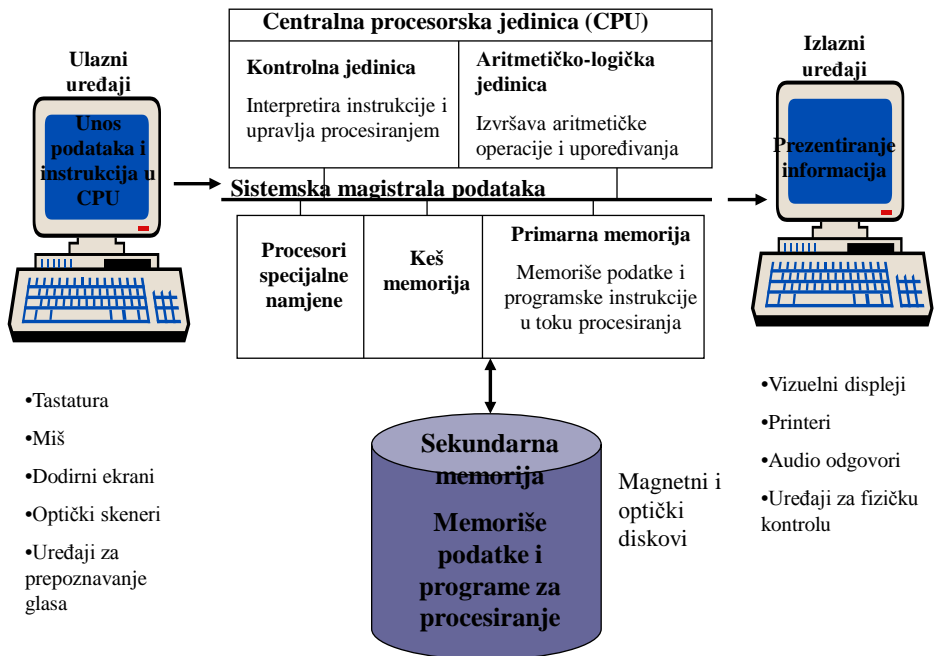 Centralna procesorska jedinica (CPU)
Kontrolna jedinica
Interpretira instrukcije i
upravlja procesiranjem
Aritmetičko-logička
jedinica
Izvršava aritmetičke
operacije i upoređivanja
Ulazni
uređaji
Unos
podataka i
instrukcija u
CPU
Izlazni
uređaji
Prezentiranje
informacija
Sistemska magistrala podataka
Procesori
specijalne
namjene
Keš
memorija
Primarna memorija
Memoriše podatke i
programske instrukcije
u toku procesiranja
•Tastatura
•Miš
•Dodirni ekrani
•Optički skeneri
•Uređaji za
prepoznavanje
glasa
Sekundarna
memorija
Memoriše
podatke i
programe za
procesiranje
Magnetni i
optički
diskovi
•Vizuelni displeji
•Printeri
•Audio odgovori
•Uređaji za fizičku
kontrolu